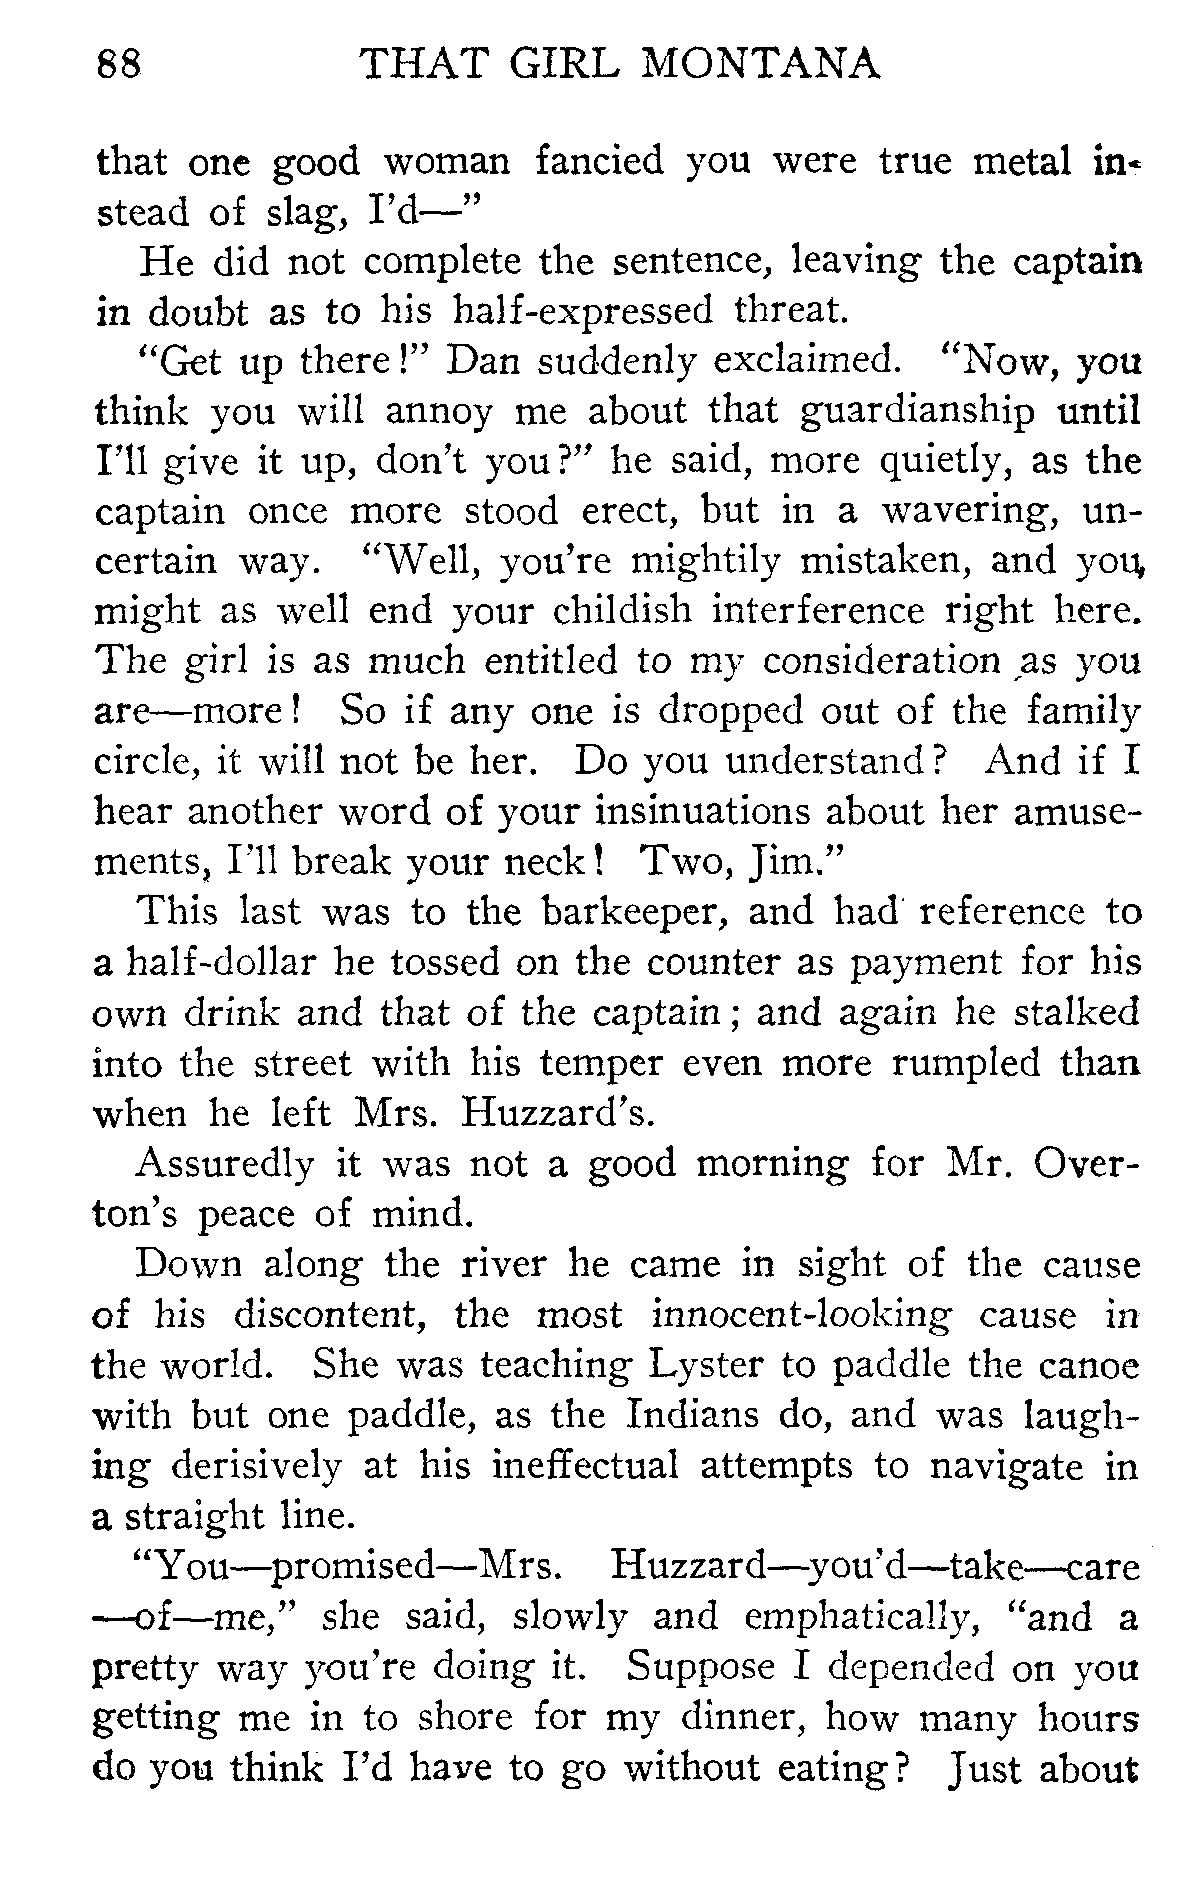 88 THAT GIRL MONTANA
that one good woman fancied you were true metal in-
stead of slag, I'd—"
He did not complete the sentence, leaving the captain
in doubt as to his half-expressed threat.
"Get up there!" Dan suddenly exclaimed. "Now, you
think you will annoy me about that guardianship until
I'll give it up, don't you?" he said, more quietly, as the
captain once more stood erect, but in a wavering, un-
certain way. "Well, you're mightily mistaken, and you,
might as well end your childish interference right here.
The girl is as much entitled to my consideration as you
are—more! So if any one is dropped out of the family
circle, it will not be her. Do you understand? And if I
hear another word of your insinuations about her amuse-
ments, I'll break your neck! Two, Jim."
This last was to the barkeeper, and had reference to
a half-dollar he tossed on the counter as payment for his
own drink and that of the captain; and again he stalked
into the street with his temper even more rumpled than
when he left Mrs. Huzzard's.
Assuredly it was not a good morning for Mr. Over-
ton's peace of mind.
Down along the river he came in sight of the cause
of his discontent, the most innocent-looking cause in
the world. She was teaching Lyster to paddle the canoe
with but one paddle, as the Indians do, and was laugh-
ing derisively at his ineffectual attempts to navigate in
a straight line.
"You—promised—Mrs. Huzzard—you'd—take—care
—of—me," she said, slowly and emphatically, "and a
pretty way you're doing it. Suppose I depended on you
getting me in to shore for my dinner, how many hours
do you think I'd have to go without eating? Just about